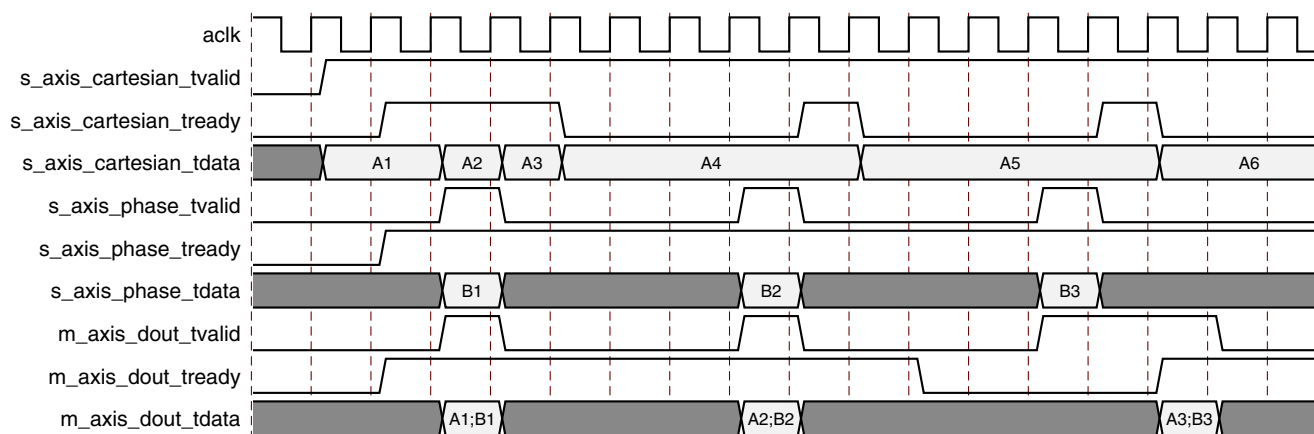 aclk
s_axis_cartesian_tvalid
s_axis_cartesian_tready
s_axis_cartesian_tdata A1 A2 A3 A4 A5 A6
s_axis_phase_tvalid
s_axis_phase_tready
s_axis_phase_tdata B1 B2 B3
m_axis_dout_tvalid
m_axis_dout_tready
m_axis_dout_tdata A1;B1 A2;B2 A3;B3